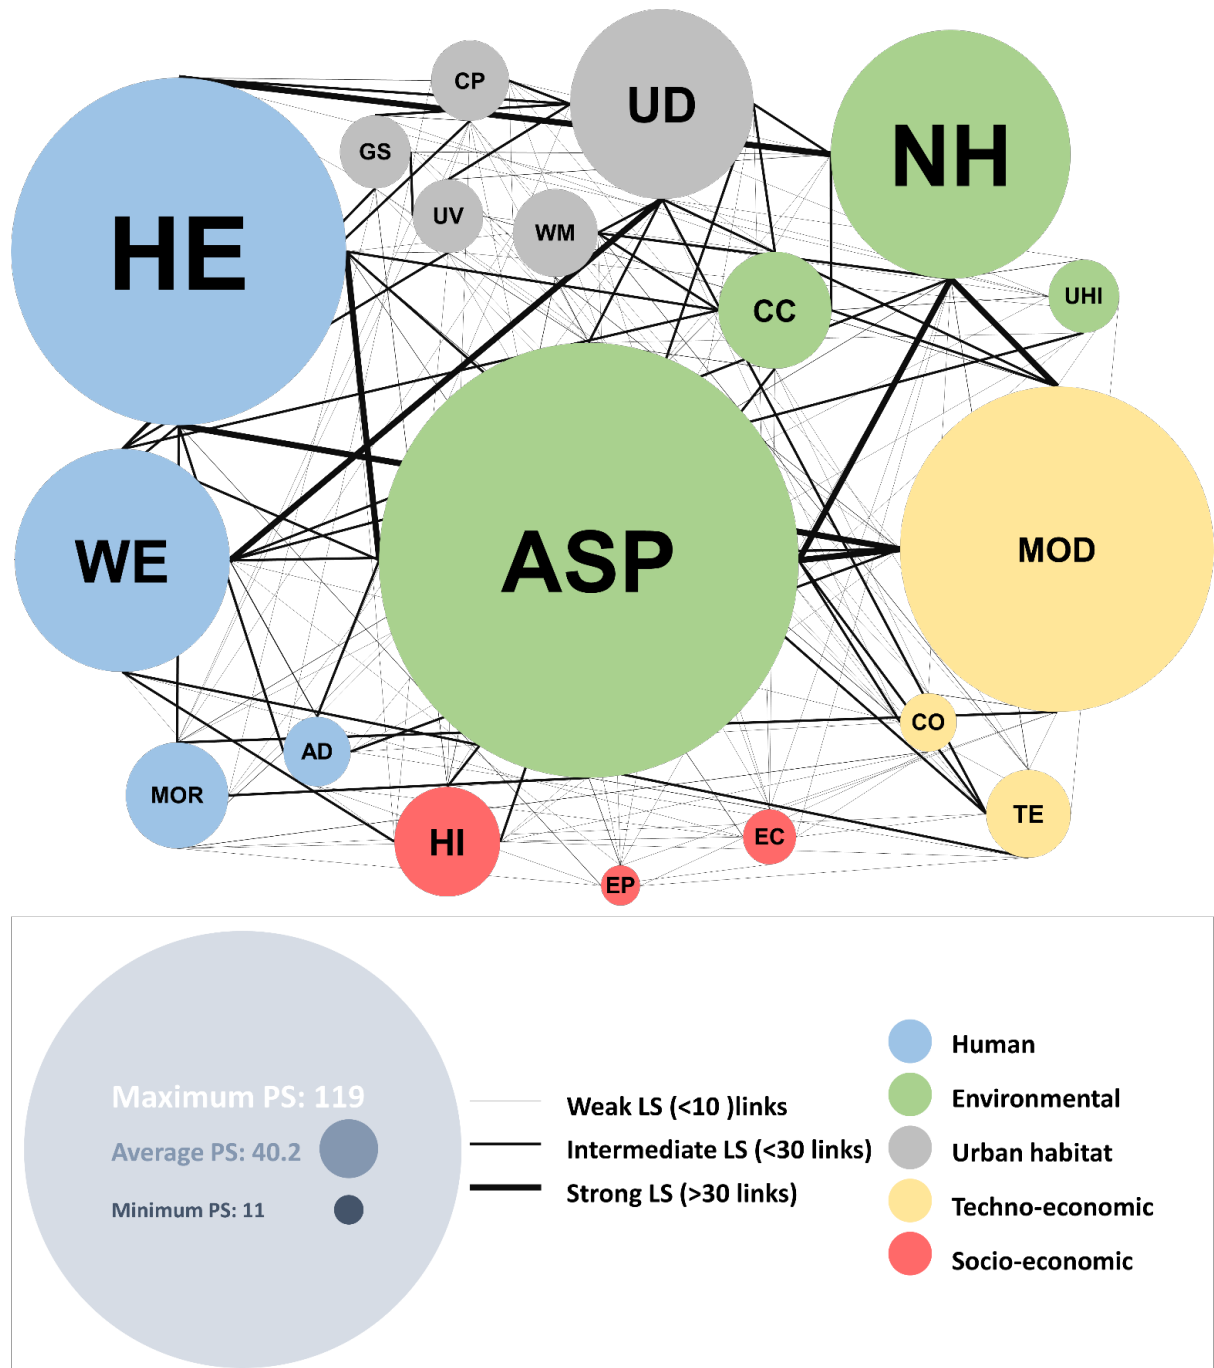 CP
UD
NH
GS
HE
UV
WM
CC
UHI
ASP
WE
MOD
CO
AD
MOR
HI
EC
TE
EP
Maximum PS: 119
Average PS: 40.2
Minimum PS: 11
Weak LS (<10 )links
Intermediate LS (<30 links)
Strong LS (>30 links)
Human
Environmental
Urban habitat
Techno-economic
Socio-economic